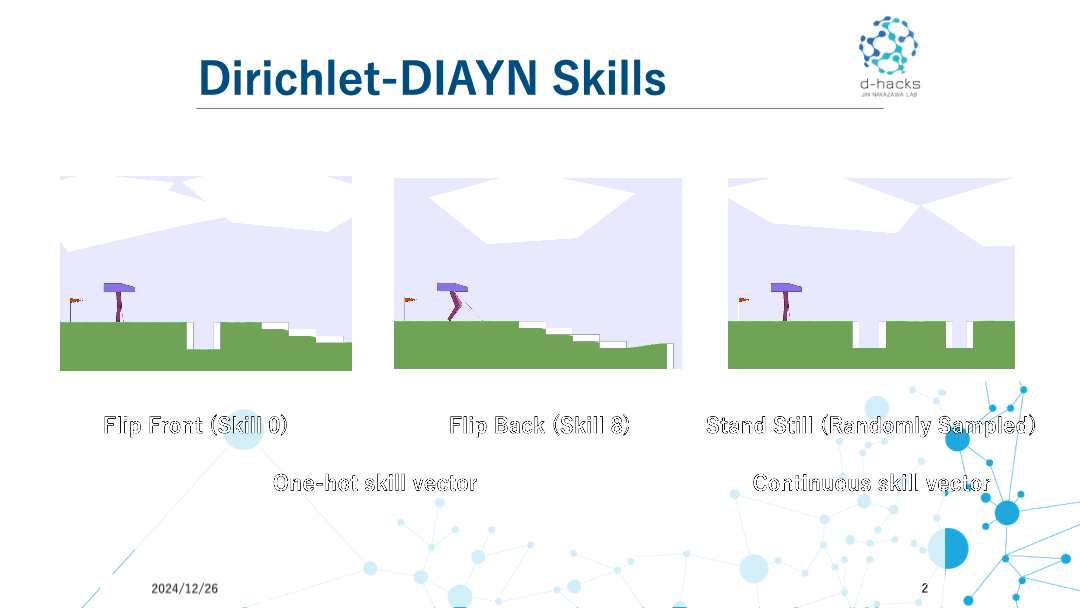 Dirichlet-DIAYN Skills
d-hacks
JIN NAKAZAWA LAB
Flip Front (Skill 0)
Flip Back (Skill 8)
Stand Still (Randomly Sampled)
One-hot skill vector
Continuous skill vector
2024/12/26
2